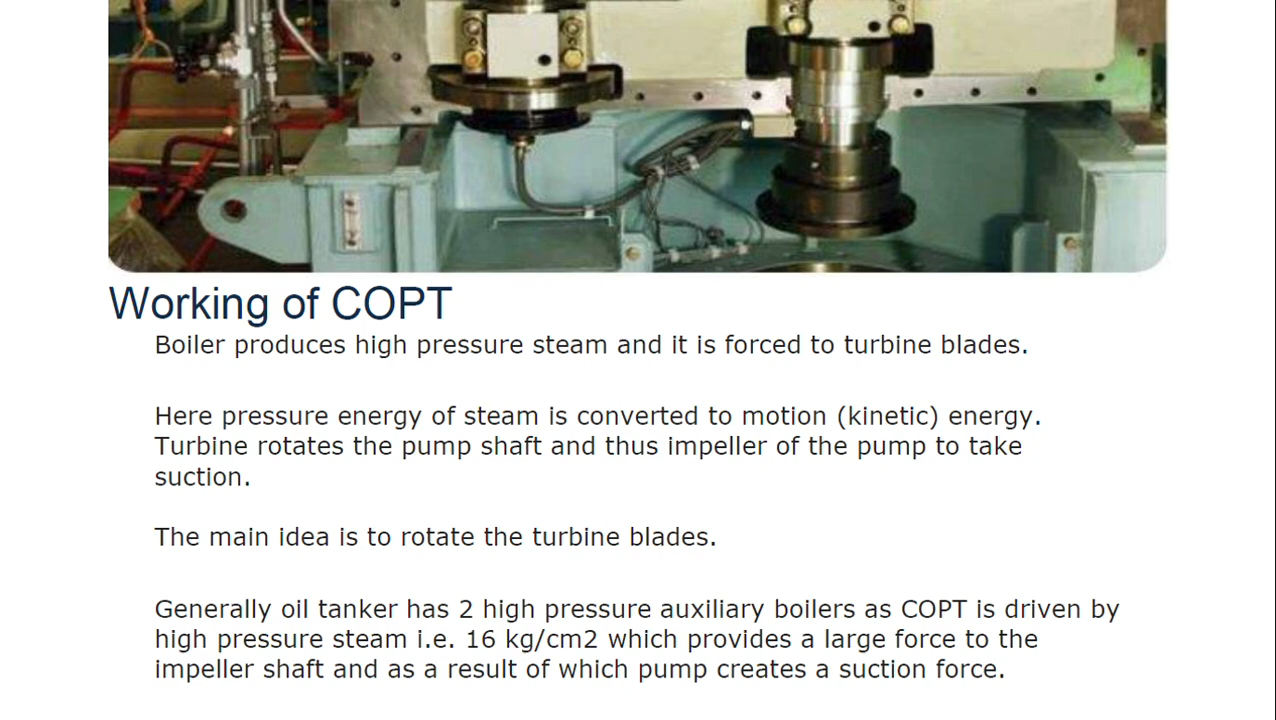 Working of COPT
Boiler produces high pressure steam and it is forced to turbine blades.
Here pressure energy of steam is converted to motion (kinetic) energy.
Turbine rotates the pump shaft and thus impeller of the pump to take
suction.
The main idea is to rotate the turbine blades.
Generally oil tanker has 2 high pressure auxiliary boilers as COPT is driven by
high pressure steam i.e. 16 kg/cm2 which provides a large force to the
impeller shaft and as a result of which pump creates a suction force.